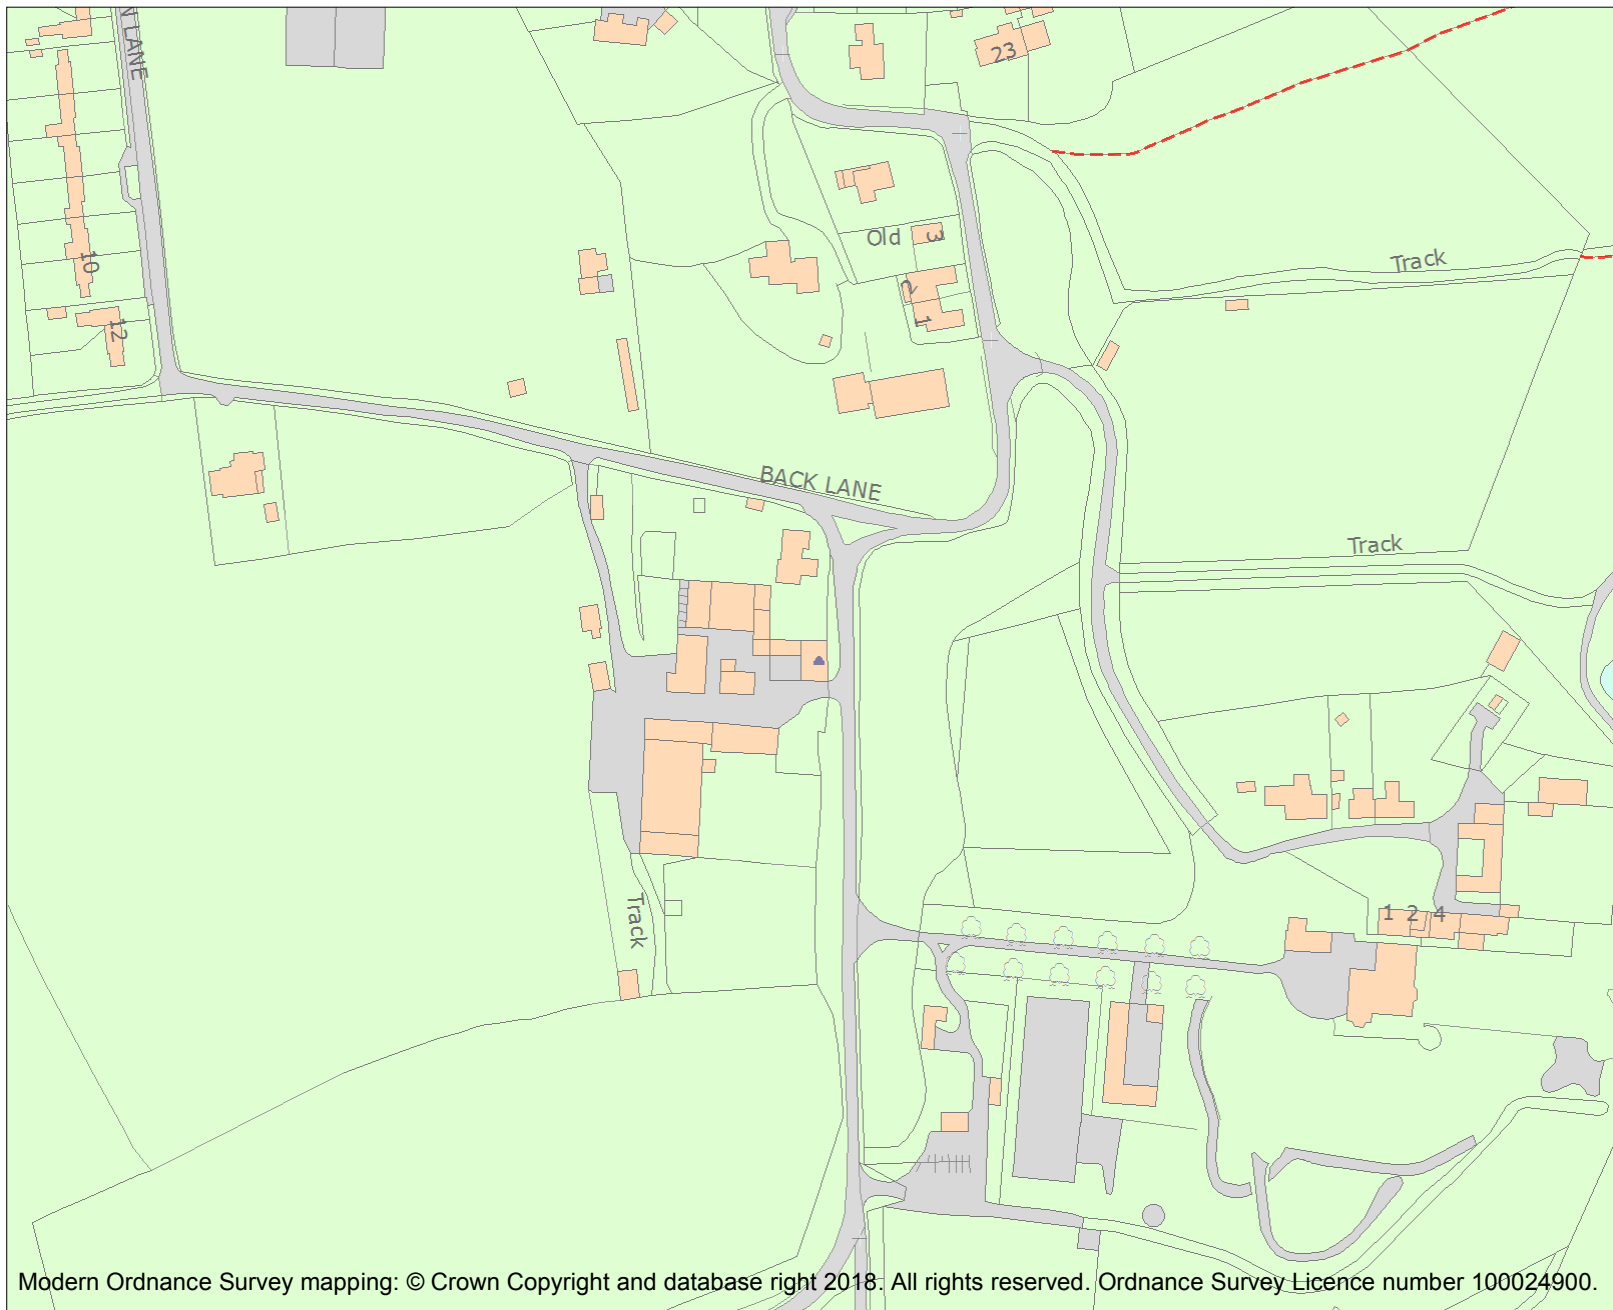 N LANE
23
10
Old
3
2
1
12
Track
BACK LANE
Track
Track
1 2 4
Modern Ordnance Survey mapping: © Crown Copyright and database right 2018. All rights reserved. Ordnance Survey Licence number 100024900.